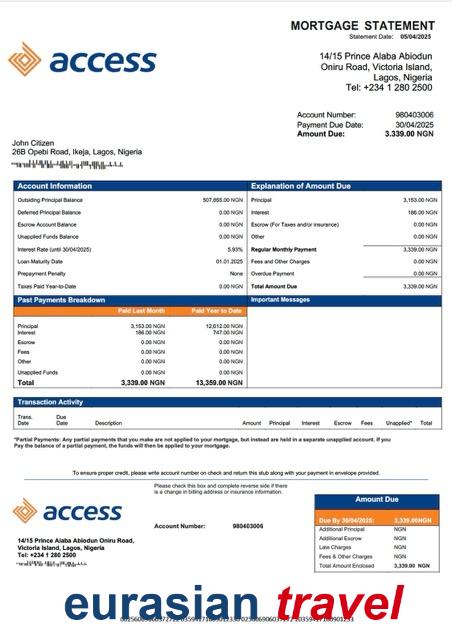 MORTGAGE STATEMENT
Statement Date: 05/04/2025
access
14/15 Prince Alaba Abiodun
Oniru Road, Victoria Island,
Lagos, Nigeria
Tel: +234 1 280 2500
Account Number: 980403006
Payment Due Date: 30/04/2025
Amount Due: 3.339.00 NGN
John Citizen
26B Opebi Road, Ikeja, Lagos, Nigeria
Account Information
Outsiding Principal Balance 507,855.00 NGN
Deferred Principal Balance 0.00 NGN
Escrow Account Balance 0.00 NGN
Unapplied Funds Balance 0.00 NGN
Interest Rate (until 30/04/2025) 5.93%
Loan Maturity Date 01.01.2025
Prepayment Penalty None
Taxes Paid Year-to-Date 0.00 NGN
Explanation of Amount Due
Principal 3,153.00 NGN
Interest 186.00 NGN
Escrow (For Taxes and/or insurance) 0.00 NGN
Other 0.00 NGN
Regular Monthly Payment 3,339.00 NGN
Fees and Other Charges 0.00 NGN
Overdue Payment 0.00 NGN
Total Amount Due 3,339.00 NGN
Past Payments Breakdown
Paid Last Month Paid Year to Date
Principal 3,153.00 NGN 12,612.00 NGN
Interest 186.00 NGN 747.00 NGN
Escrow 0.00 NGN 0.00 NGN
Fees 0.00 NGN 0.00 NGN
Other 0.00 NGN 0.00 NGN
Unapplied Funds 0.00 NGN 0.00 NGN
Total 3,339.00 NGN 13,359.00 NGN
Important Messages
Transaction Activity
Trans. Date Due Date Description Amount Principal Interest Escrow Fees Unapplied* Total
*Partial Payments: Any partial payments that you make are not applied to your mortgage, but instead are held in a separate unapplied account. If you
Pay the balance of a partial payment, the funds will then be applied to your mortgage.
To ensure proper credit, please write account number on check and return this stub along with your payment in envelope provided.
Please check this box and complete reverse side if there
is a change in billing address or insurance information.
access
Account Number: 980403006
14/15 Prince Alaba Abiodun Oniru Road,
Victoria Island, Lagos, Nigeria
Tel: +234 1 280 2500
Amount Due
Due By 30/04/2025: 3,339.00NGN
Additional Principal NGN
Additional Escrow NGN
Late Charges NGN
Fees & Other Charges NGN
Total Amount Enclosed 3,339.00 NGN
eurasian travel